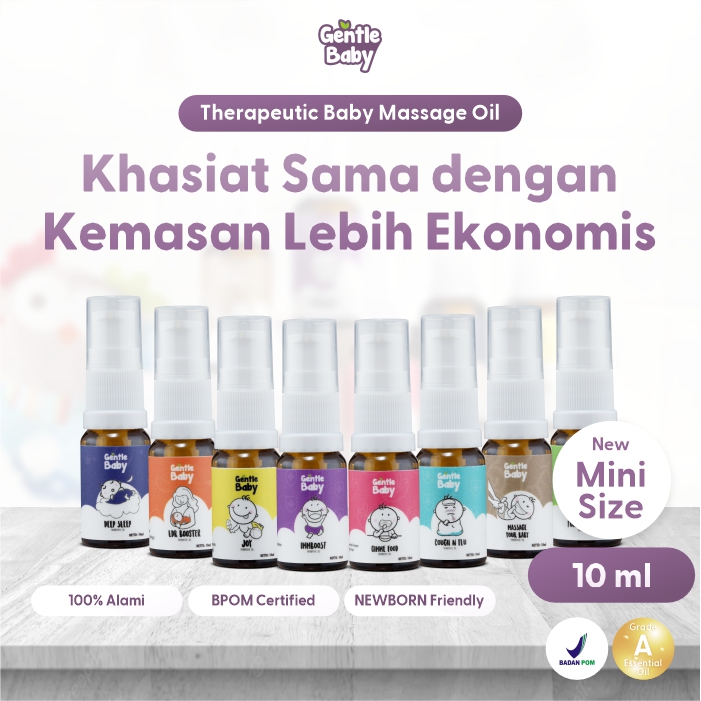 Gentle
Baby
Therapeutic Baby Massage Oil
Khasiat Sama dengan
Kemasan Lebih Ekonomis
Gentle
Baby
DEEP SLEEP
Gentle
Baby
LDR BOOSTER
Gentle
Baby
JOY
Gentle
Baby
IMMBOOST
Gentle
Baby
GIMME FOOD
Gentle
Baby
COUGH N FLU
Gentle
Baby
MASSAGE
YOUR BABY
New
Mini
Size
10 ml
100% Alami
BPOM Certified
NEWBORN Friendly
BADAN POM
Grade
A
Essential
Oil